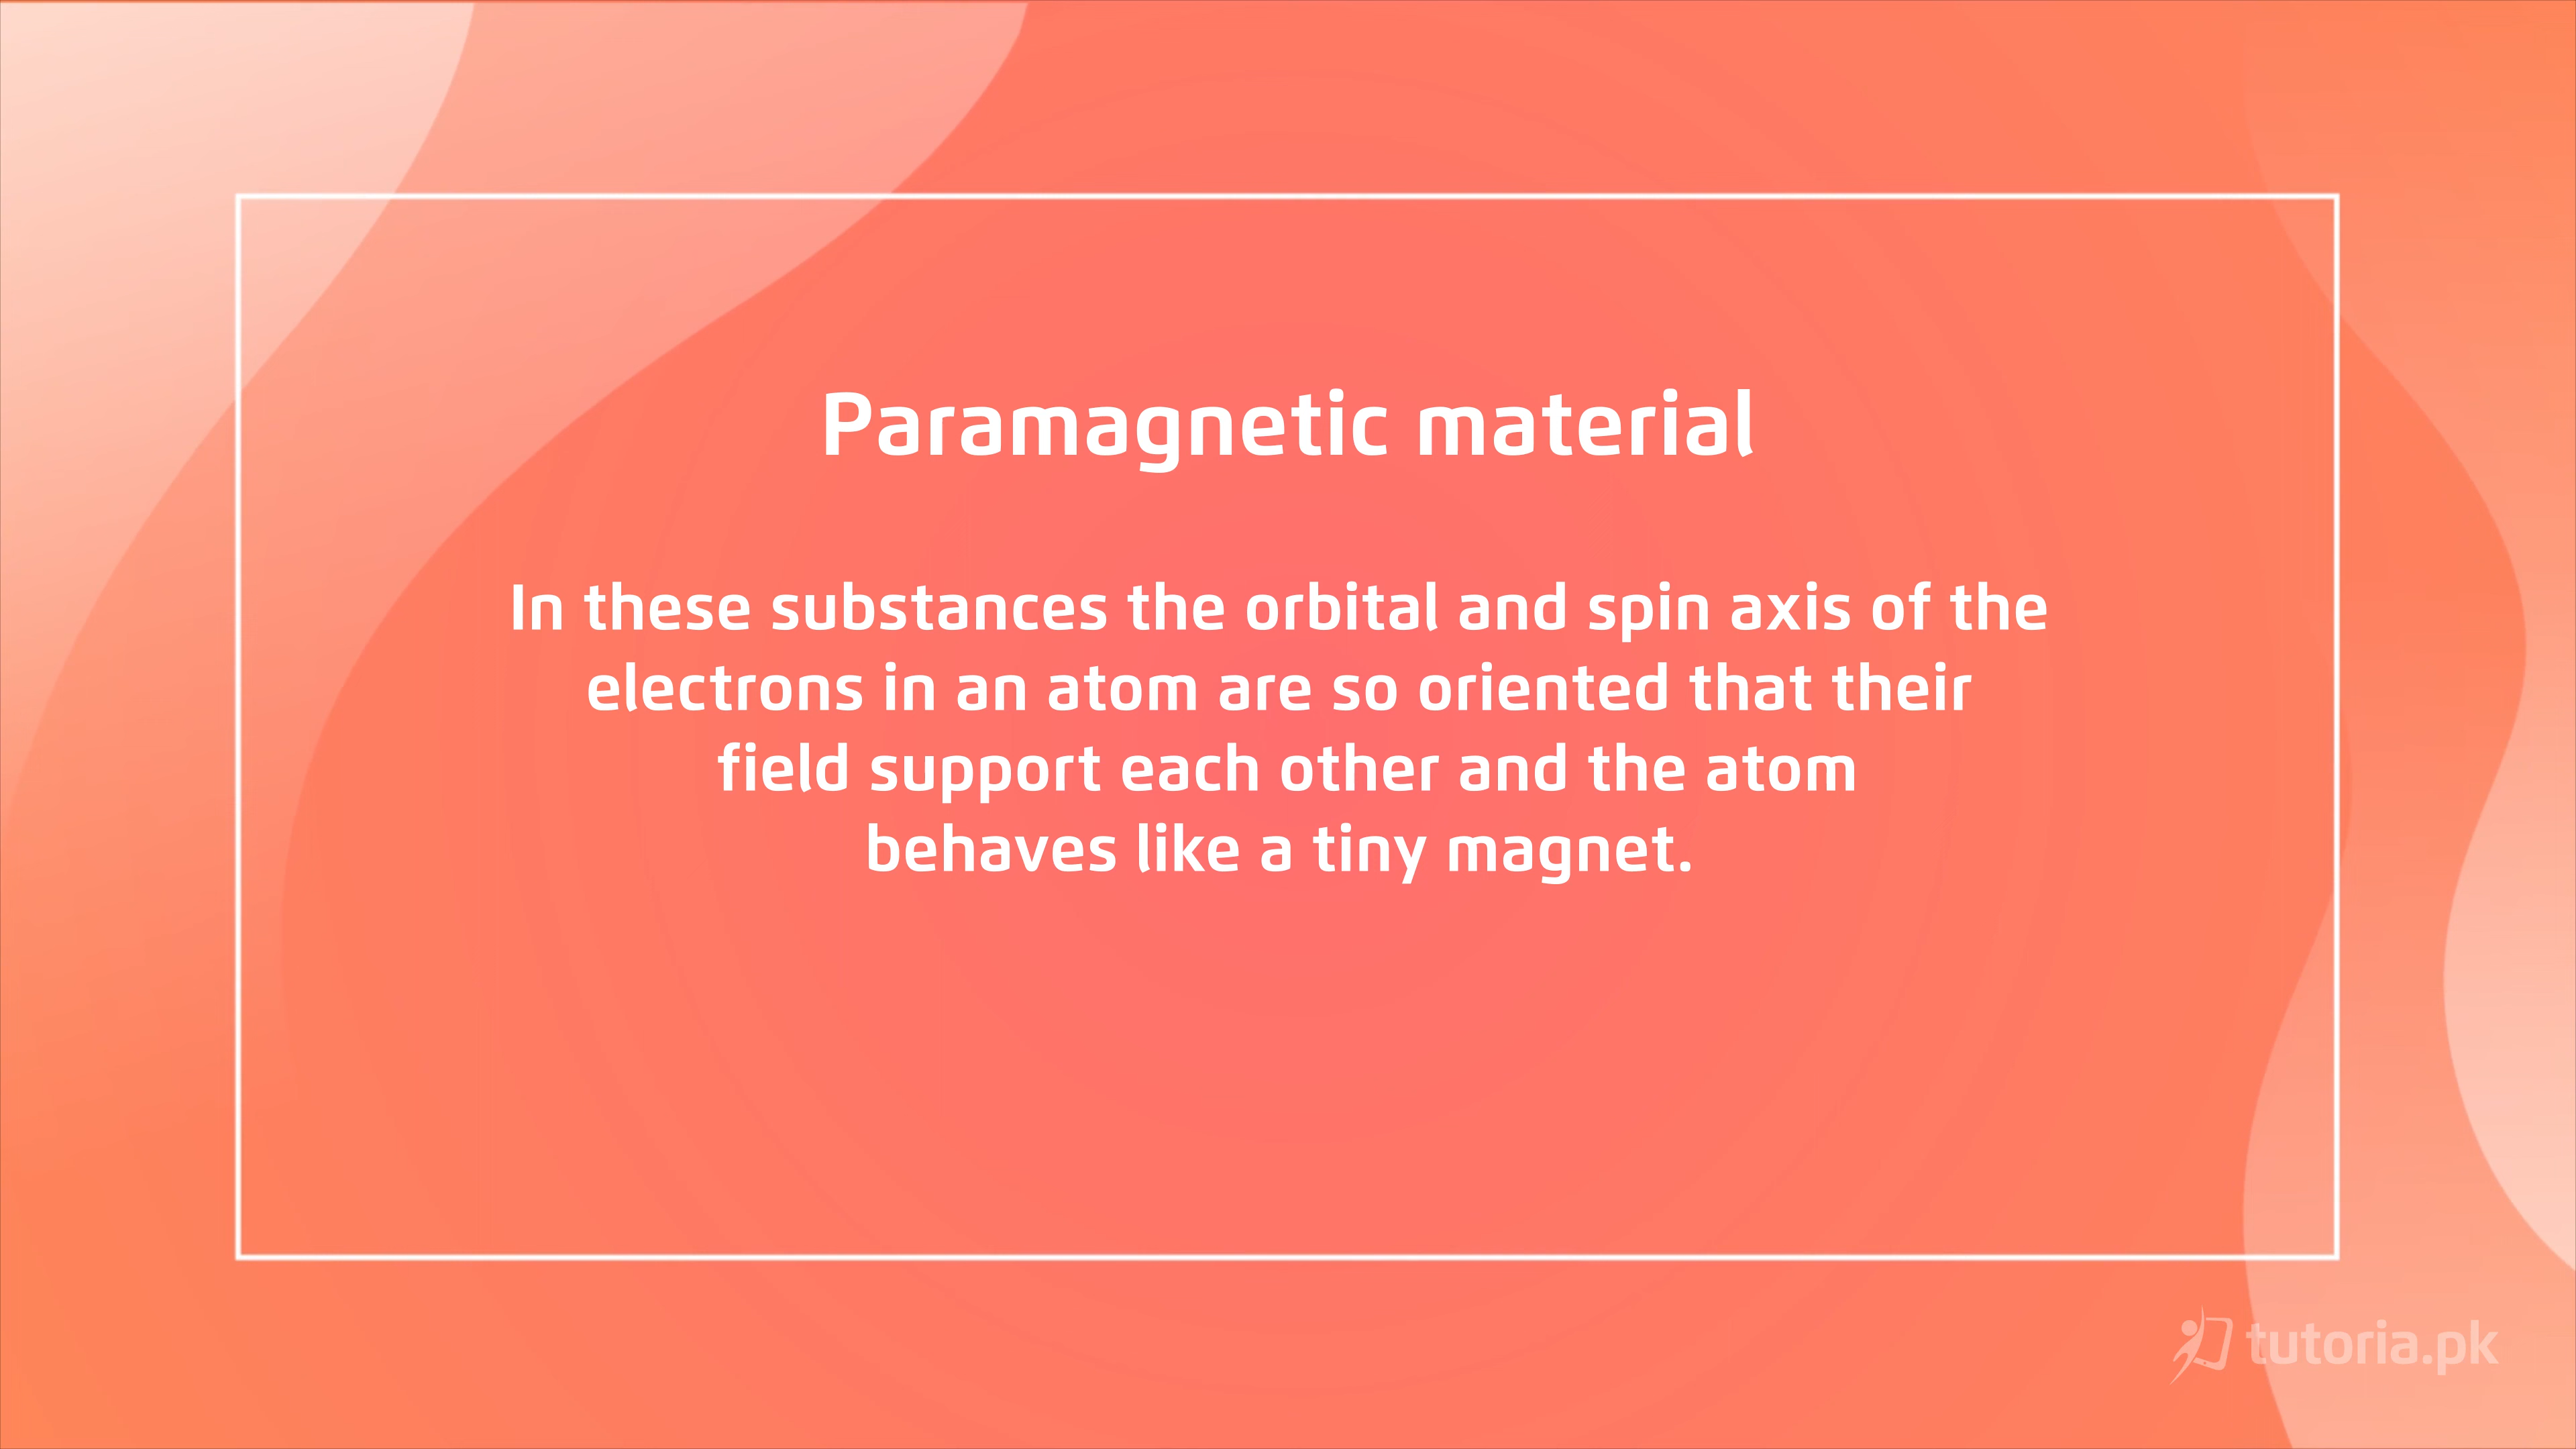 Paramagnetic material
In these substances the orbital and spin axis of the
electrons in an atom are so oriented that their
field support each other and the atom
behaves like a tiny magnet.
tutoria.pk